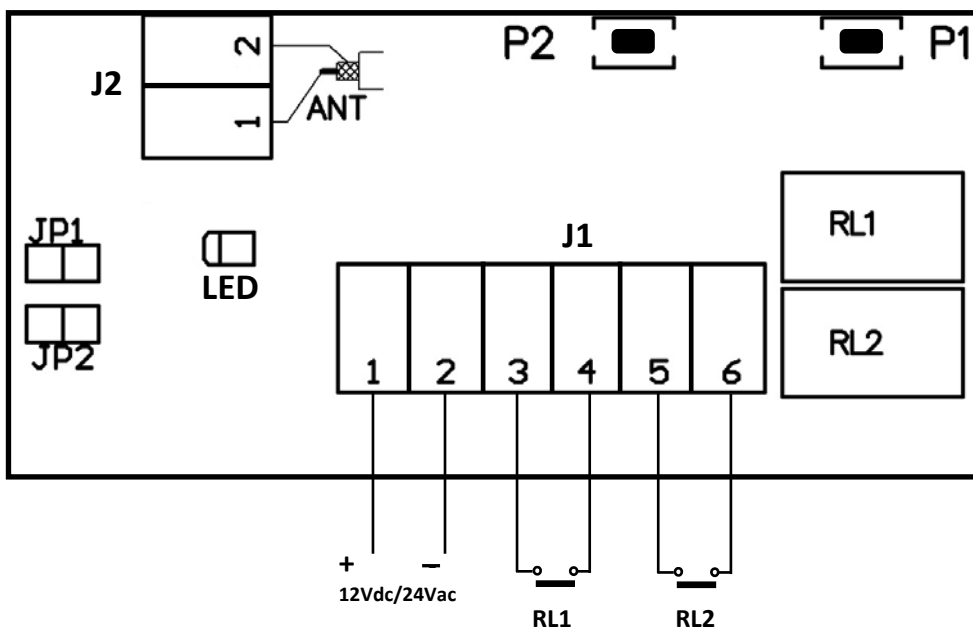 P2
P1
2
J2
1
ANT
JP1
LED
JP2
J1
RL1
RL2
1 2 3 4 5 6
+ –
12Vdc/24Vac
RL1
RL2